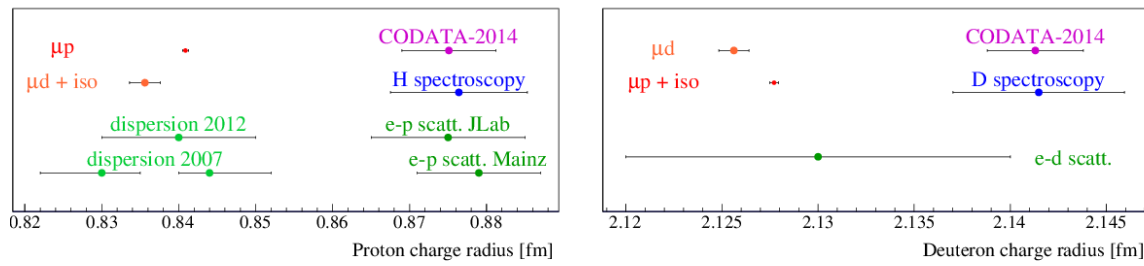 μp
CODATA-2014
μd + iso
H spectroscopy
dispersion 2012
e-p scatt. JLab
dispersion 2007
e-p scatt. Mainz
0.82 0.83 0.84 0.85 0.86 0.87 0.88
Proton charge radius [fm]
μd
CODATA-2014
μp + iso
D spectroscopy
e-d scatt.
2.12 2.125 2.13 2.135 2.14 2.145
Deuteron charge radius [fm]